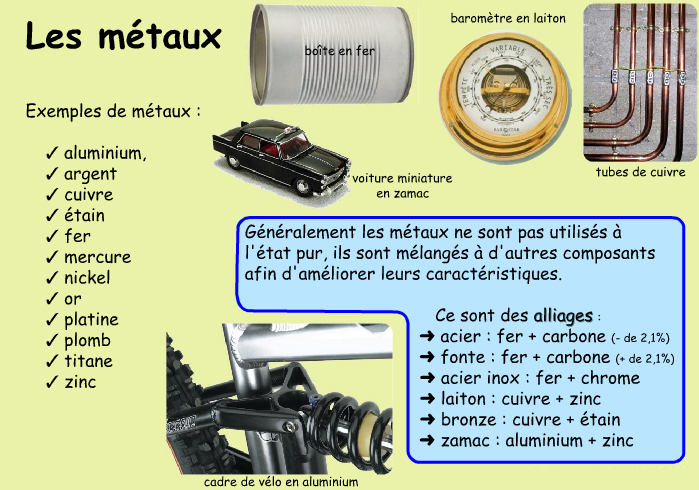 Les métaux
boîte en fer
baromètre en laiton
VARIABLE
TEMPÊTE
TRÈS SEC
tubes de cuivre
Exemples de métaux :
✓ aluminium,
✓ argent
✓ cuivre
✓ étain
✓ fer
✓ mercure
✓ nickel
✓ or
✓ platine
✓ plomb
✓ titane
✓ zinc
voiture miniature
en zamac
Généralement les métaux ne sont pas utilisés à
l'état pur, ils sont mélangés à d'autres composants
afin d'améliorer leurs caractéristiques.
Ce sont des alliages :
➜ acier : fer + carbone (- de 2,1%)
➜ fonte : fer + carbone (+ de 2,1%)
➜ acier inox : fer + chrome
➜ laiton : cuivre + zinc
➜ bronze : cuivre + étain
➜ zamac : aluminium + zinc
cadre de vélo en aluminium